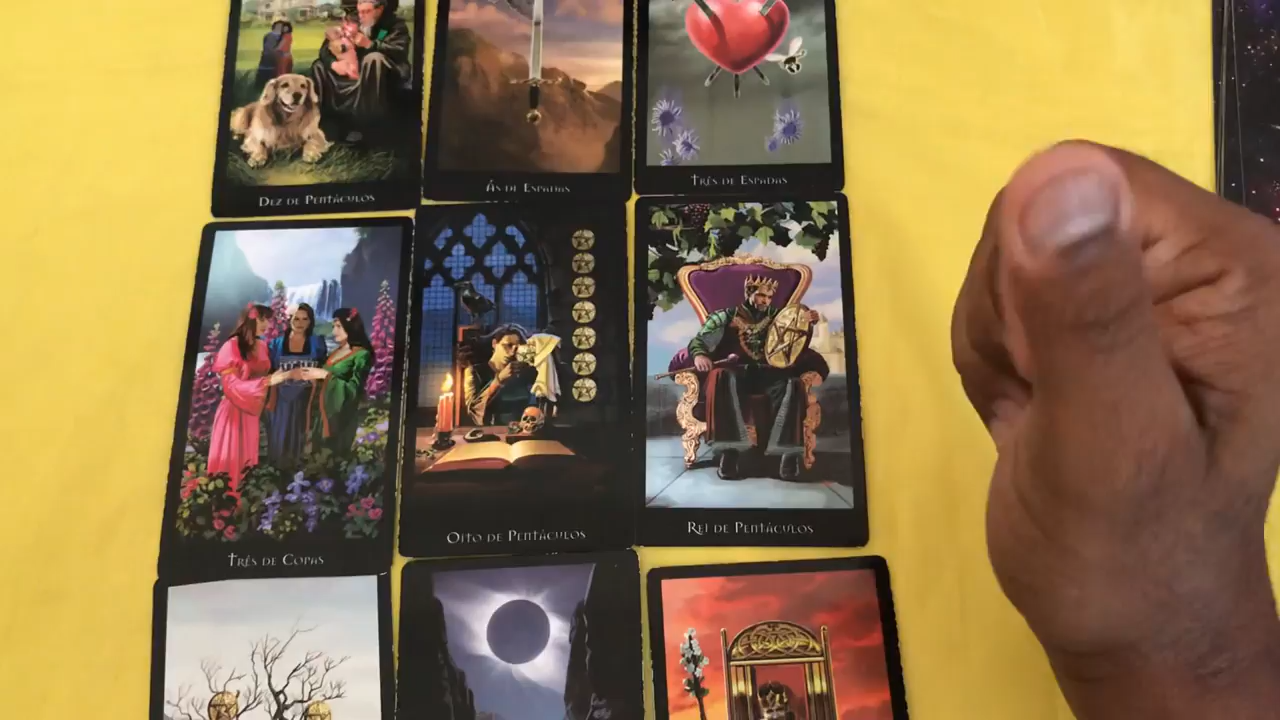 Dez de Pentáculos
Ás de Espadas
Três de Espadas
Três de Copas
Oito de Pentáculos
Rei de Pentáculos